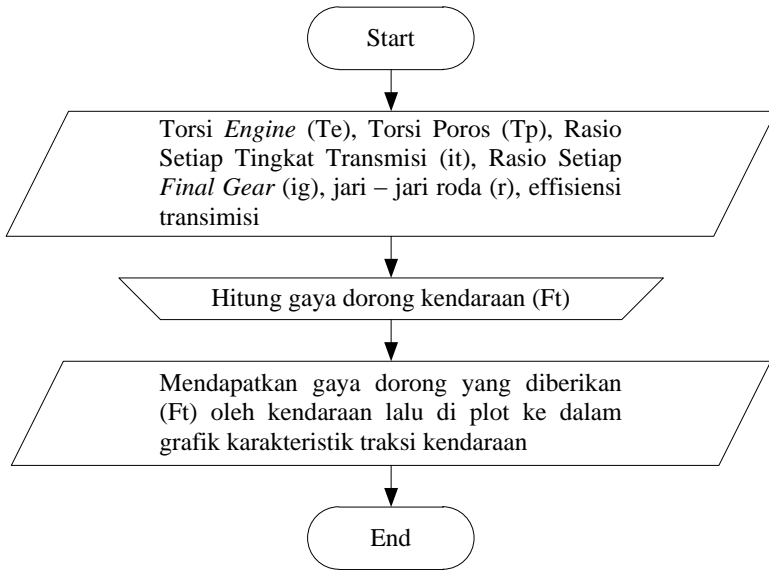 Start
Torsi Engine (Te), Torsi Poros (Tp), Rasio
Setiap Tingkat Transmisi (it), Rasio Setiap
Final Gear (ig), jari – jari roda (r), effisiensi
transimisi
Hitung gaya dorong kendaraan (Ft)
Mendapatkan gaya dorong yang diberikan
(Ft) oleh kendaraan lalu di plot ke dalam
grafik karakteristik traksi kendaraan
End